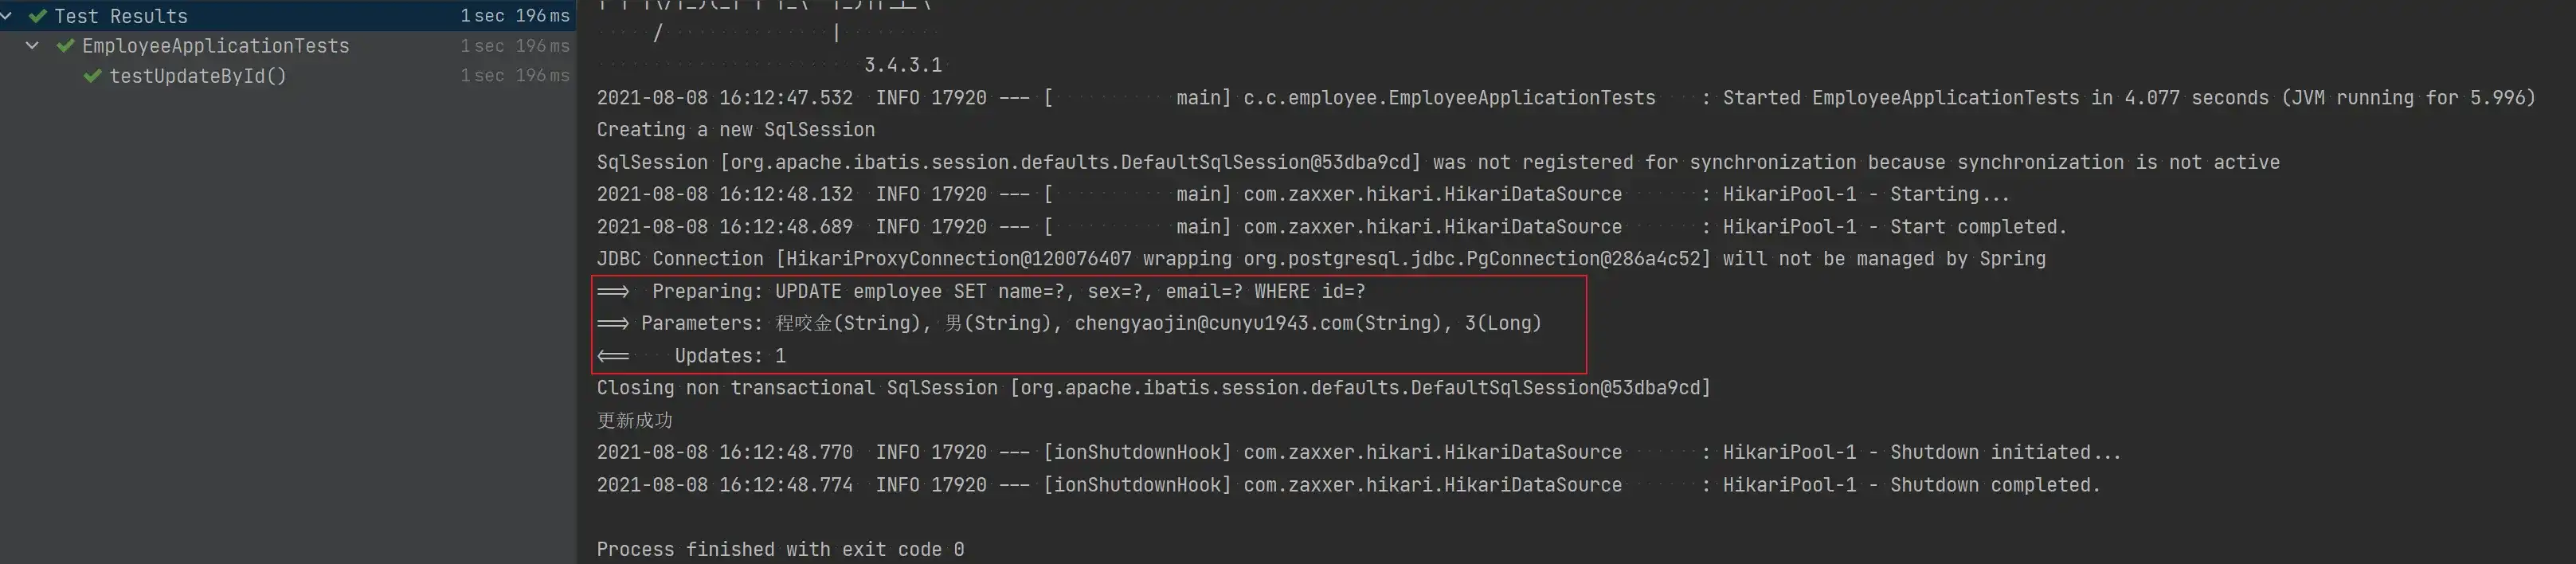 Test Results 1 sec 196 ms
EmployeeApplicationTests 1 sec 196 ms
testUpdateById() 1 sec 196 ms
3.4.3.1
2021-08-08 16:12:47.532  INFO 17920 --- [           main] c.c.employee.EmployeeApplicationTests    : Started EmployeeApplicationTests in 4.077 seconds (JVM running for 5.996)
Creating a new SqlSession
SqlSession [org.apache.ibatis.session.defaults.DefaultSqlSession@53dba9cd] was not registered for synchronization because synchronization is not active
2021-08-08 16:12:48.132  INFO 17920 --- [           main] com.zaxxer.hikari.HikariDataSource       : HikariPool-1 - Starting...
2021-08-08 16:12:48.689  INFO 17920 --- [           main] com.zaxxer.hikari.HikariDataSource       : HikariPool-1 - Start completed.
JDBC Connection [HikariProxyConnection@120076407 wrapping org.postgresql.jdbc.PgConnection@286a4c52] will not be managed by Spring
==>  Preparing: UPDATE employee SET name=?, sex=?, email=? WHERE id=?
==> Parameters: 程咬金(String), 男(String), chengyaojin@cunyu1943.com(String), 3(Long)
<==    Updates: 1
Closing non transactional SqlSession [org.apache.ibatis.session.defaults.DefaultSqlSession@53dba9cd]
更新成功
2021-08-08 16:12:48.770  INFO 17920 --- [ionShutdownHook] com.zaxxer.hikari.HikariDataSource       : HikariPool-1 - Shutdown initiated...
2021-08-08 16:12:48.774  INFO 17920 --- [ionShutdownHook] com.zaxxer.hikari.HikariDataSource       : HikariPool-1 - Shutdown completed.
Process finished with exit code 0